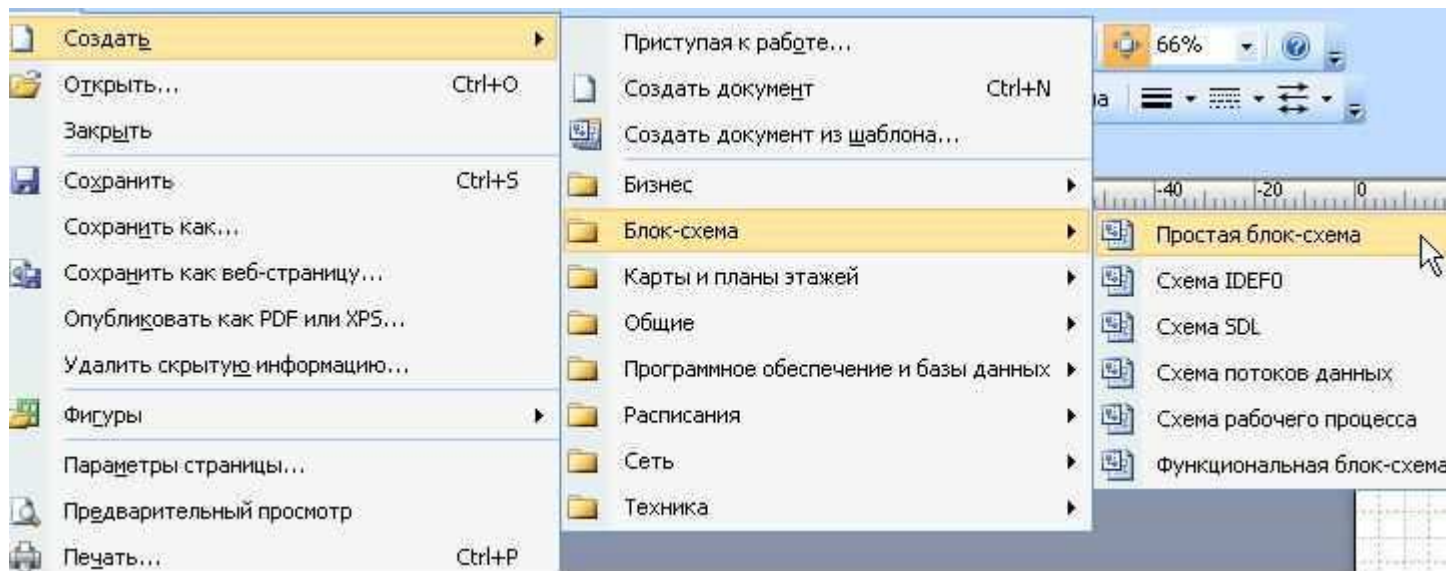 Создать
Открыть... Ctrl+O
Закрыть
Сохранить Ctrl+S
Сохранить как...
Сохранить как веб-страницу...
Опубликовать как PDF или XPS...
Удалить скрытую информацию...
Фигуры
Параметры страницы...
Предварительный просмотр
Печать... Ctrl+P
Приступая к работе...
Создать документ Ctrl+N
Создать документ из шаблона...
Бизнес
Блок-схема
Карты и планы этажей
Общие
Программное обеспечение и базы данных
Расписания
Сеть
Техника
66%
-40 -20 0
Простая блок-схема
Схема IDEF0
Схема SDL
Схема потоков данных
Схема рабочего процесса
Функциональная блок-схема